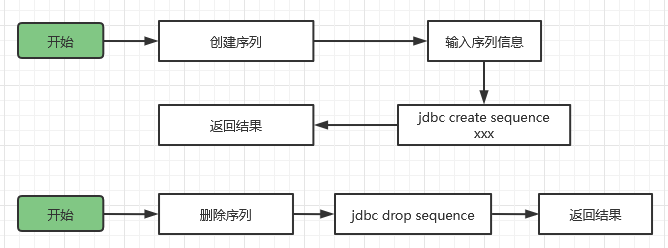 开始
创建序列
输入序列信息
jdbc create sequence
xxx
返回结果
开始
删除序列
jdbc drop sequence
返回结果